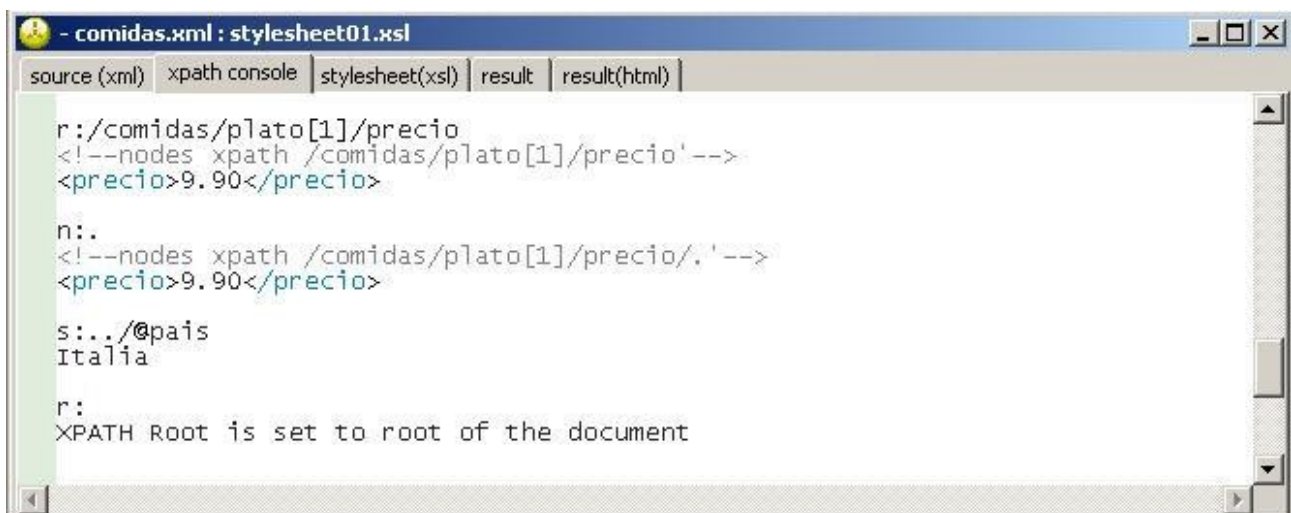 - comidas.xml : stylesheet01.xsl
source (xml) xpath console stylesheet(xsl) result result(html)
r:/comidas/plato[1]/precio
<!--nodes xpath /comidas/plato[1]/precio'-->
<precio>9.90</precio>
n:.
<!--nodes xpath /comidas/plato[1]/precio/.'-->
<precio>9.90</precio>
s:../@pais
Italia
r:
XPATH Root is set to root of the document